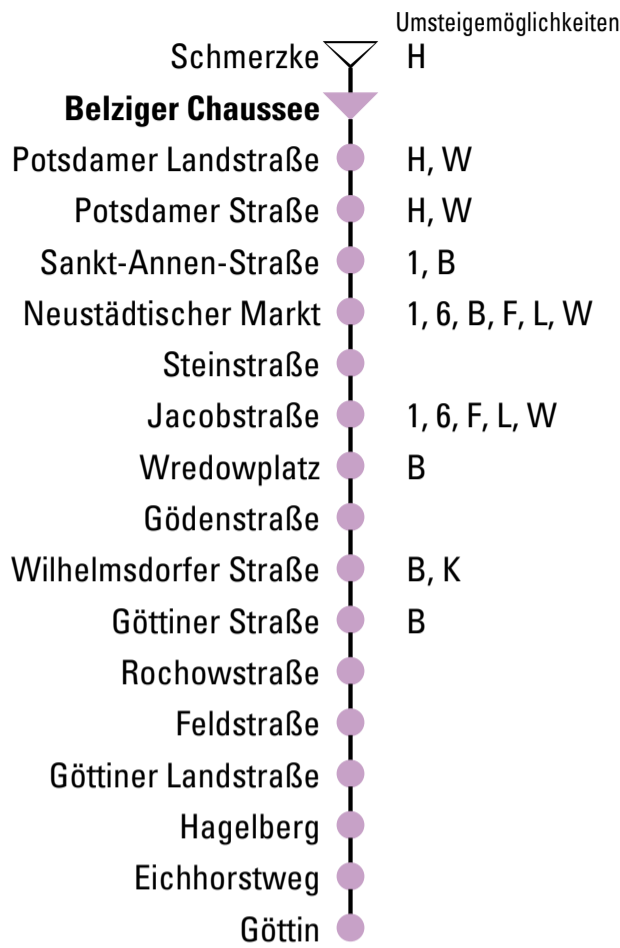 Umsteigemöglichkeiten
Schmerzke H
Belziger Chaussee
Potsdamer Landstraße H, W
Potsdamer Straße H, W
Sankt-Annen-Straße 1, B
Neustädtischer Markt 1, 6, B, F, L, W
Steinstraße
Jacobstraße 1, 6, F, L, W
Wredowplatz B
Gödenstraße
Wilhelmsdorfer Straße B, K
Göttiner Straße B
Rochowstraße
Feldstraße
Göttiner Landstraße
Hagelberg
Eichhorstweg
Göttin